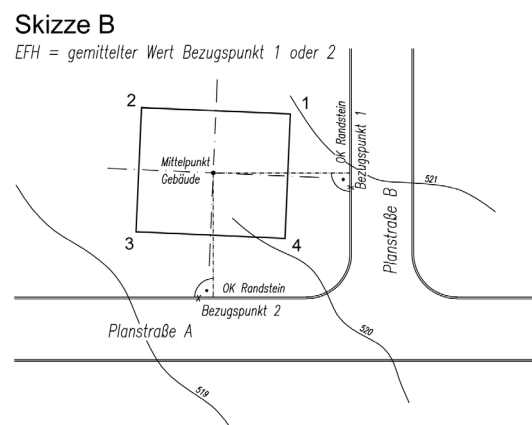 Skizze B
EFH = gemittelter Wert Bezugspunkt 1 oder 2
2
1
OK Randstein
Bezugspunkt 1
Mittelpunkt
Gebäude
521
Planstraße B
3
4
OK Randstein
x
x
Bezugspunkt 2
Planstraße A
520
519